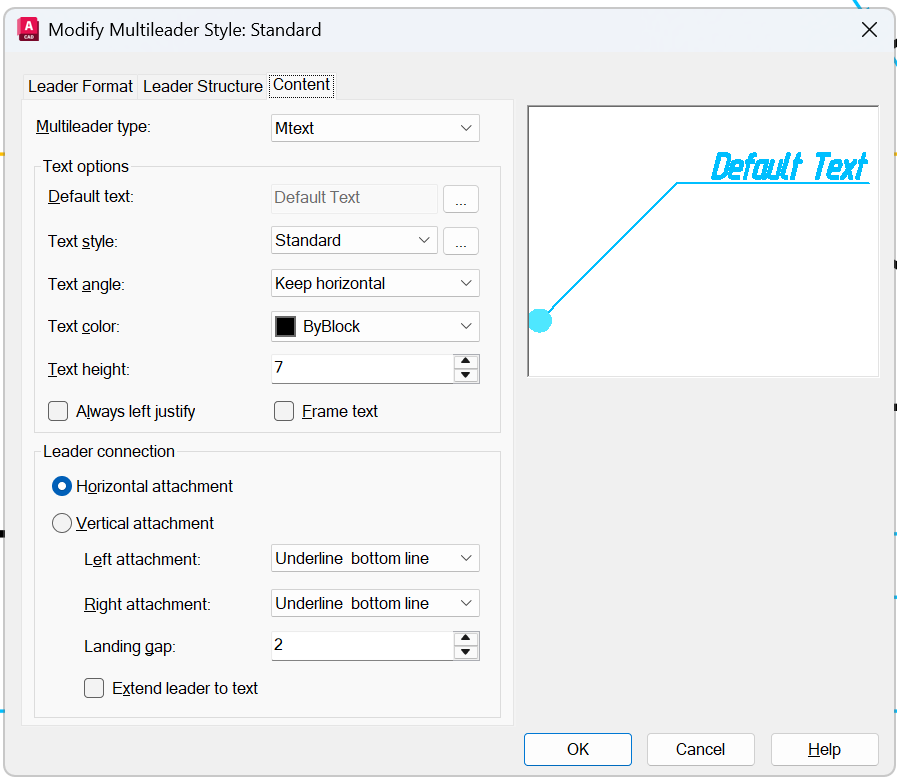 A
CAD
Modify Multileader Style: Standard
Leader Format Leader Structure Content
Multileader type: Mtext
Text options
Default text: Default Text ...
Text style: Standard ...
Text angle: Keep horizontal
Text color: ByBlock
Text height: 7
Always left justify Frame text
Leader connection
Horizontal attachment
Vertical attachment
Left attachment: Underline bottom line
Right attachment: Underline bottom line
Landing gap: 2
Extend leader to text
Default Text
OK Cancel Help